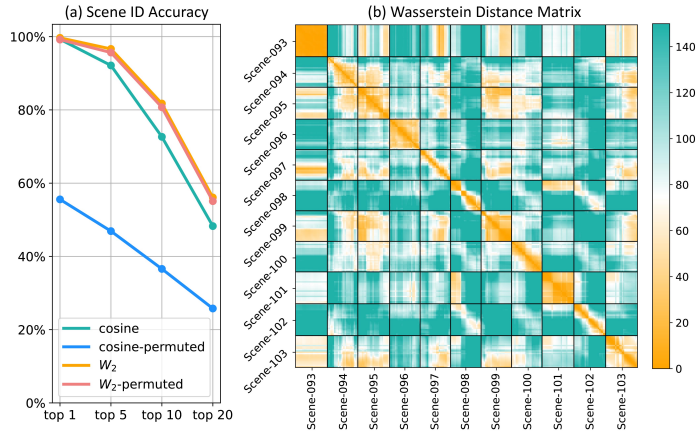 (a) Scene ID Accuracy
100%
80%
60%
40%
20%
0%
top 1
top 5
top 10
top 20
cosine
cosine-permuted
W₂
W₂-permuted
(b) Wasserstein Distance Matrix
Scene-093
Scene-094
Scene-095
Scene-096
Scene-097
Scene-098
Scene-099
Scene-100
Scene-101
Scene-102
Scene-103
Scene-093
Scene-094
Scene-095
Scene-096
Scene-097
Scene-098
Scene-099
Scene-100
Scene-101
Scene-102
Scene-103
140
120
100
80
60
40
20
0